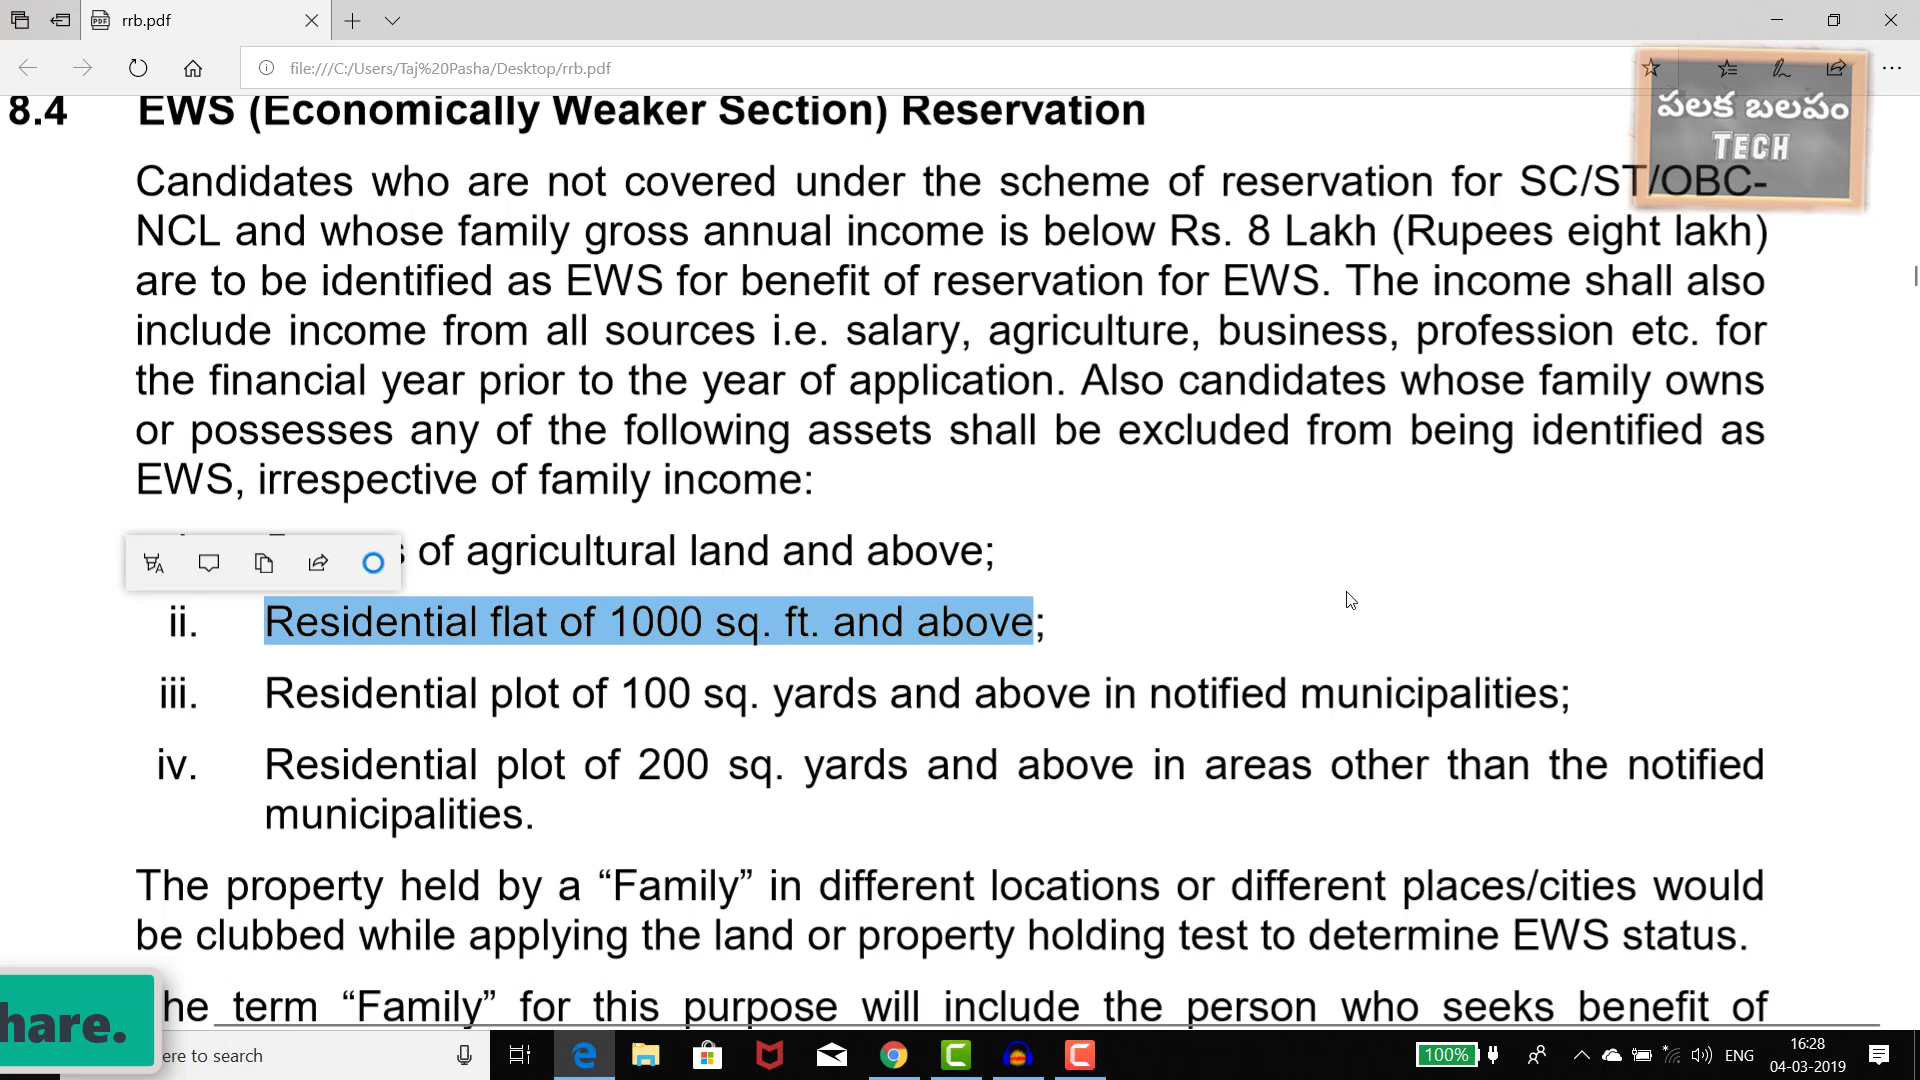 rrb.pdf
file:///C:/Users/Taj%20Pasha/Desktop/rrb.pdf
పలక బలపం
TECH
8.4 EWS (Economically Weaker Section) Reservation
Candidates who are not covered under the scheme of reservation for SC/ST/OBC-
NCL and whose family gross annual income is below Rs. 8 Lakh (Rupees eight lakh)
are to be identified as EWS for benefit of reservation for EWS. The income shall also
include income from all sources i.e. salary, agriculture, business, profession etc. for
the financial year prior to the year of application. Also candidates whose family owns
or possesses any of the following assets shall be excluded from being identified as
EWS, irrespective of family income:
of agricultural land and above;
ii. Residential flat of 1000 sq. ft. and above;
iii. Residential plot of 100 sq. yards and above in notified municipalities;
iv. Residential plot of 200 sq. yards and above in areas other than the notified
municipalities.
The property held by a “Family” in different locations or different places/cities would
be clubbed while applying the land or property holding test to determine EWS status.
he term “Family” for this purpose will include the person who seeks benefit of
hare.
ere to search
100%
ENG
16:28
04-03-2019